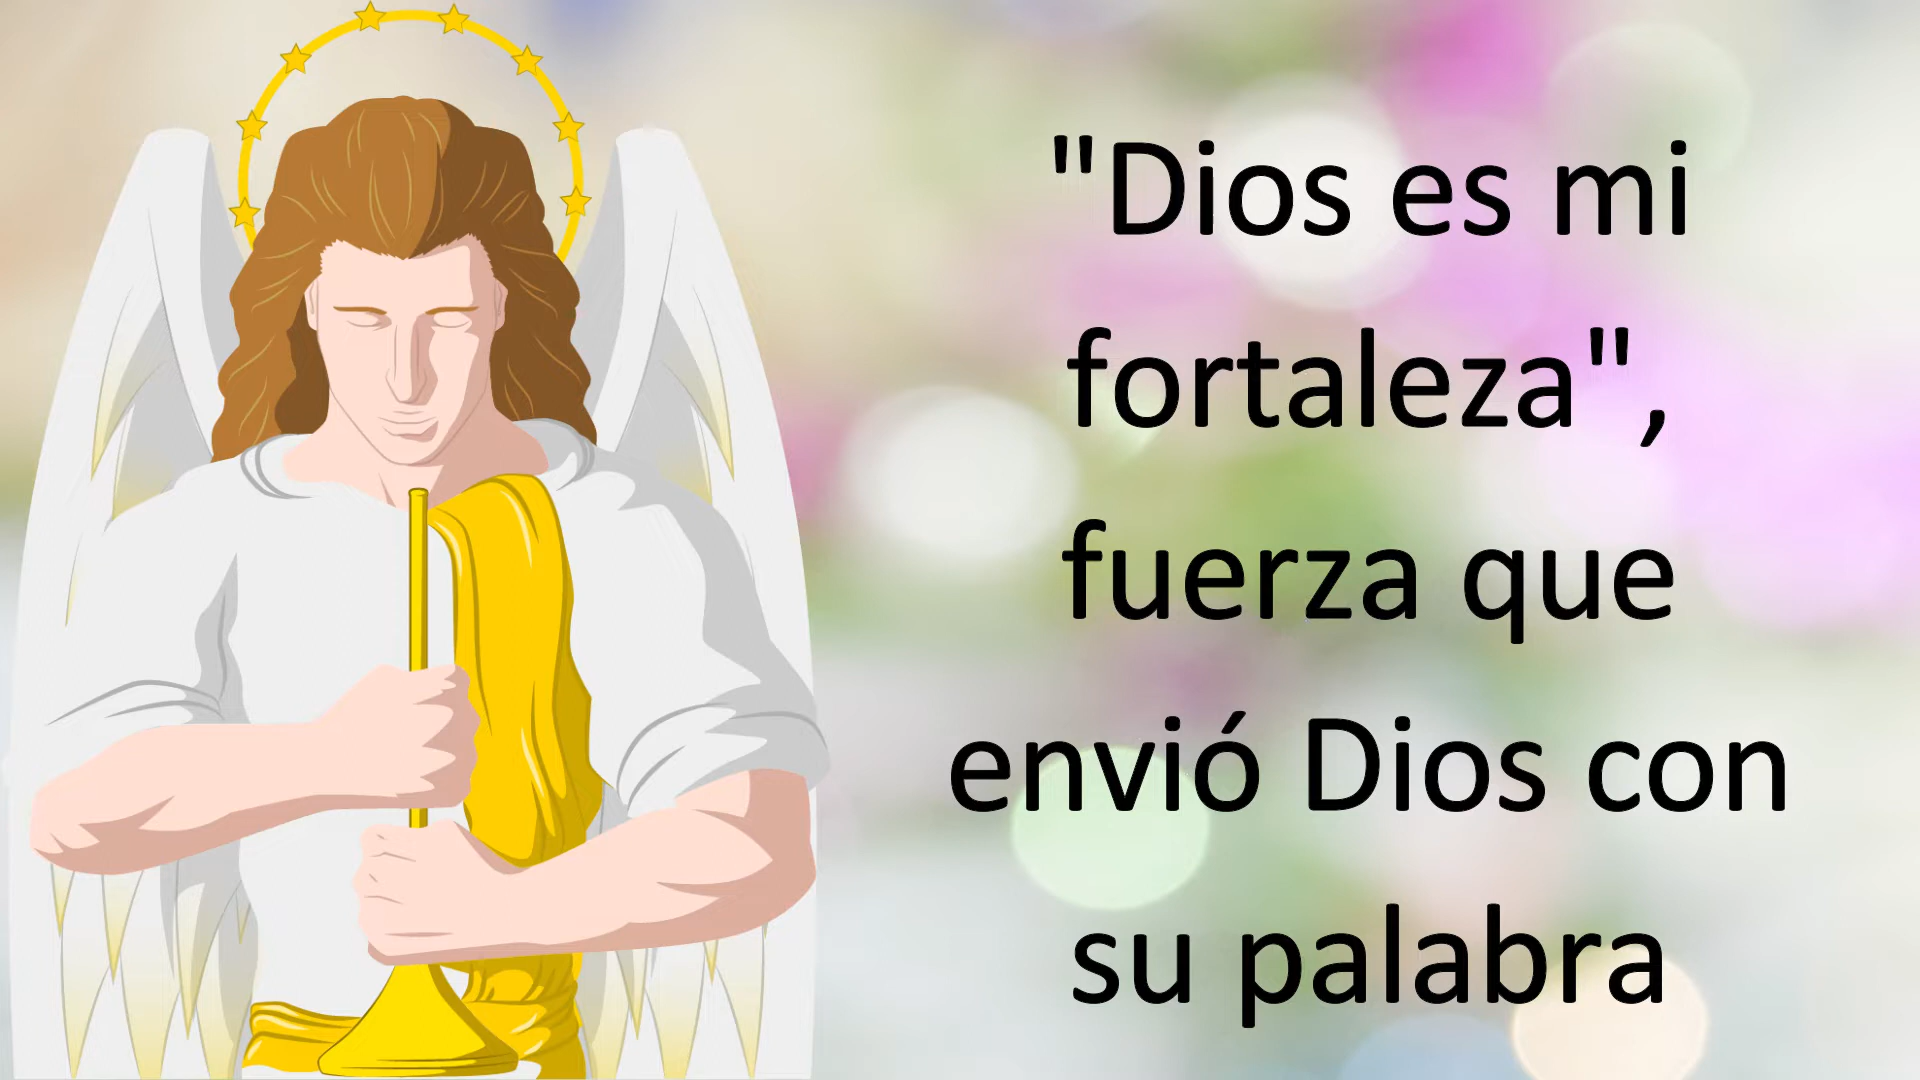 "Dios es mi
fortaleza",
fuerza que
envió Dios con
su palabra